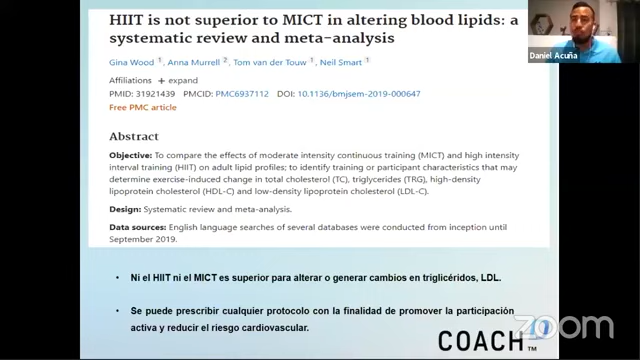 HIIT is not superior to MICT in altering blood lipids: a
systematic review and meta-analysis
Gina Wood 1, Anna Murrell 2, Tom van der Touw 1, Neil Smart 1
Affiliations + expand
PMID: 31921439 PMCID: PMC6937112 DOI: 10.1136/bmjsem-2019-000647
Free PMC article
Abstract
Objective: To compare the effects of moderate intensity continuous training (MICT) and high intensity
interval training (HIIT) on adult lipid profiles; to identify training or participant characteristics that may
determine exercise-induced change in total cholesterol (TC), triglycerides (TRG), high-density
lipoprotein cholesterol (HDL-C) and low-density lipoprotein cholesterol (LDL-C).
Design: Systematic review and meta-analysis.
Data sources: English language searches of several databases were conducted from inception until
September 2019.
• Ni el HIIT ni el MICT es superior para alterar o generar cambios en triglicéridos, LDL.
• Se puede prescribir cualquier protocolo con la finalidad de promover la participación
activa y reducir el riesgo cardiovascular.
Daniel Acuña
COACH
TM
zoom